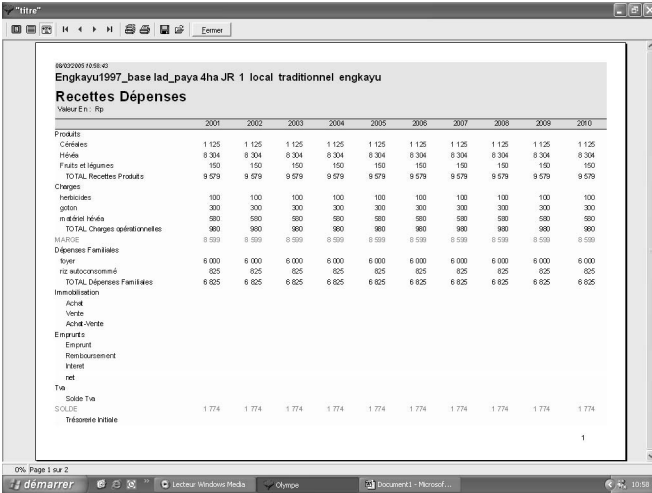 "titre"
Fermer
08/03/2005 10:58:43
Engkayu1997_base lad_paya 4ha JR 1 local traditionnel engkayu
Recettes Dépenses
Valeur En : Rp
2001 2002 2003 2004 2005 2006 2007 2008 2009 2010
Produits
Céréales 1 125 1 125 1 125 1 125 1 125 1 125 1 125 1 125 1 125 1 125
Hévéa 8 304 8 304 8 304 8 304 8 304 8 304 8 304 8 304 8 304 8 304
Fruits et légumes 150 150 150 150 150 150 150 150 150 150
TOTAL Recettes Produits 9 579 9 579 9 579 9 579 9 579 9 579 9 579 9 579 9 579 9 579
Charges
herbicides 100 100 100 100 100 100 100 100 100 100
goton 300 300 300 300 300 300 300 300 300 300
matériel hévéa 580 580 580 580 580 580 580 580 580 580
TOTAL Charges opérationnelles 980 980 980 980 980 980 980 980 980 980
MARGE 8 599 8 599 8 599 8 599 8 599 8 599 8 599 8 599 8 599 8 599
Dépenses Familiales
foyer 6 000 6 000 6 000 6 000 6 000 6 000 6 000 6 000 6 000 6 000
riz autoconsommé 825 825 825 825 825 825 825 825 825 825
TOTAL Dépenses Familiales 6 825 6 825 6 825 6 825 6 825 6 825 6 825 6 825 6 825 6 825
Immobilisation
Achat
Vente
Achat-Vente
Emprunts
Emprunt
Remboursement
Interet
net
Tva
Solde Tva
SOLDE 1 774 1 774 1 774 1 774 1 774 1 774 1 774 1 774 1 774 1 774
Trésorerie Initiale
1
0% Page 1 sur 2
démarrer
Lecteur Windows Media
Olympe
Document1 - Microsof...
10:58